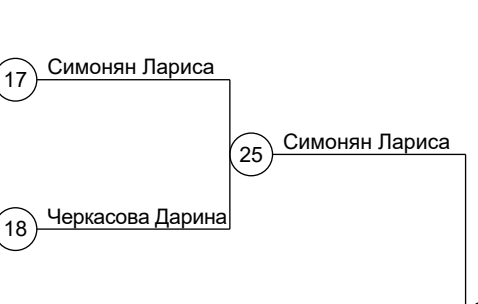 17 Симонян Лариса
25 Симонян Лариса
18 Черкасова Дарина